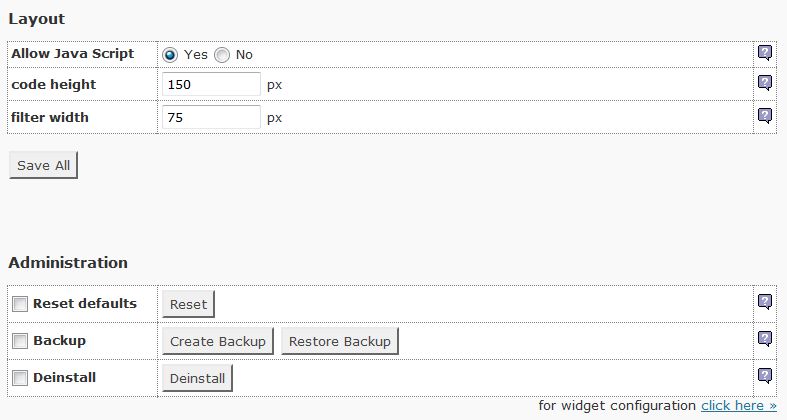 Layout
Allow Java Script Yes No ?
code height 150 px ?
filter width 75 px ?
Save All
Administration
Reset defaults Reset ?
Backup Create Backup Restore Backup ?
Deinstall Deinstall ?
for widget configuration click here »